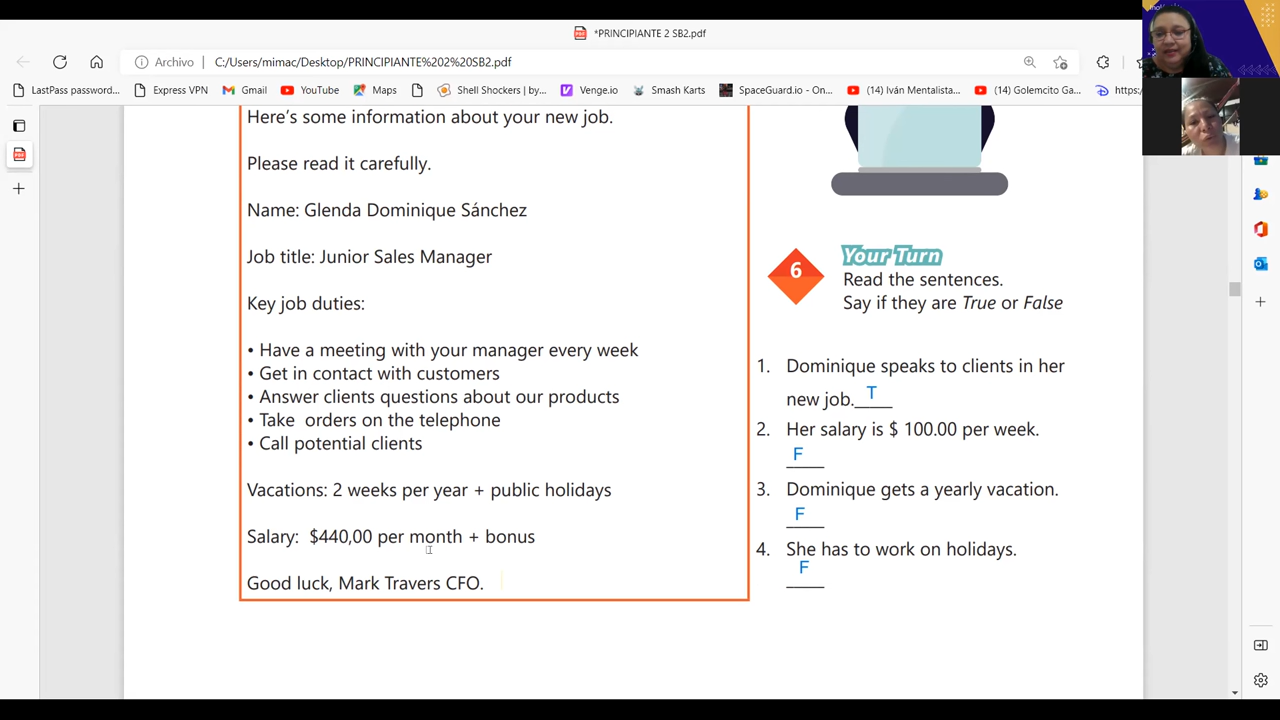 *PRINCIPIANTE 2 SB2.pdf
Archivo
C:/Users/mimac/Desktop/PRINCIPIANTE%202%20SB2.pdf
LastPass password...
Express VPN
Gmail
YouTube
Maps
Shell Shockers | by...
Venge.io
Smash Karts
SpaceGuard.io - On...
(14) Iván Mentalista...
(14) Golemcito Ga...
https:/
Here's some information about your new job.
Please read it carefully.
Name: Glenda Dominique Sánchez
Job title: Junior Sales Manager
Key job duties:
• Have a meeting with your manager every week
• Get in contact with customers
• Answer clients questions about our products
• Take orders on the telephone
• Call potential clients
Vacations: 2 weeks per year + public holidays
Salary: $440,00 per month + bonus
Good luck, Mark Travers CFO.
6
Your Turn
Read the sentences.
Say if they are True or False
1. Dominique speaks to clients in her
new job. T
2. Her salary is $ 100.00 per week.
F
3. Dominique gets a yearly vacation.
F
4. She has to work on holidays.
F